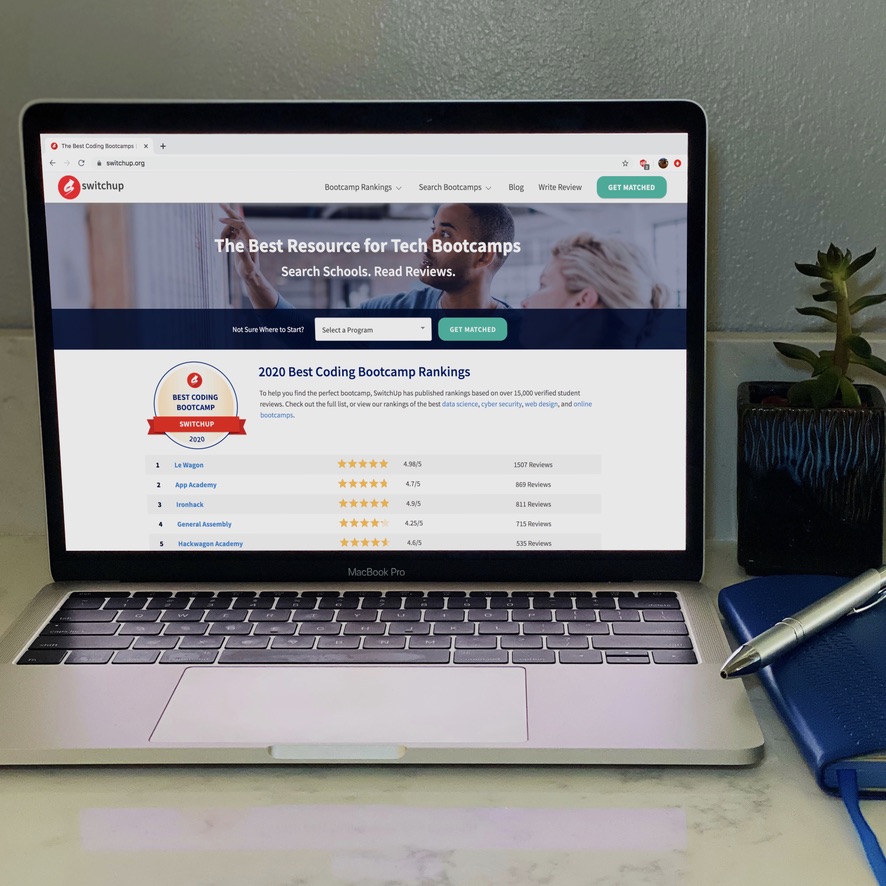 The Best Coding Bootcamps
switchup.org
switchup
Bootcamp Rankings
Search Bootcamps
Blog
Write Review
GET MATCHED
The Best Resource for Tech Bootcamps
Search Schools. Read Reviews.
Not Sure Where to Start?
Select a Program
GET MATCHED
BEST CODING
BOOTCAMP
SWITCHUP
2020
2020 Best Coding Bootcamp Rankings
To help you find the perfect bootcamp, SwitchUp has published rankings based on over 15,000 verified student
reviews. Check out the full list, or view our rankings of the best data science, cyber security, web design, and online
bootcamps.
1 Le Wagon 4.98/5 1507 Reviews
2 App Academy 4.7/5 869 Reviews
3 Ironhack 4.9/5 811 Reviews
4 General Assembly 4.25/5 715 Reviews
5 Hackwagon Academy 4.6/5 535 Reviews
MacBook Pro